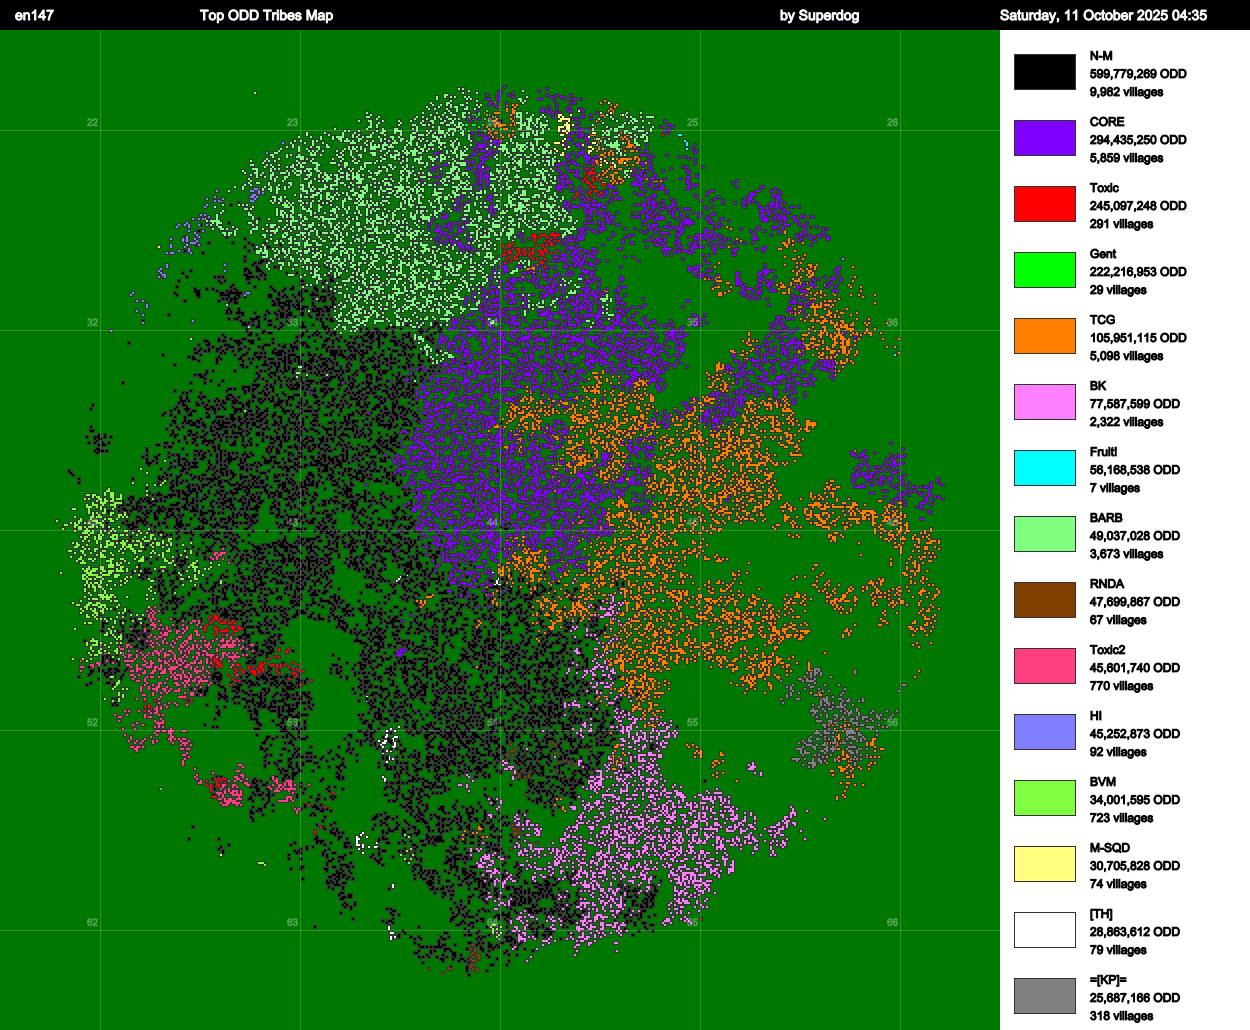 en147 Top ODD Tribes Map by Superdog Saturday, 11 October 2025 04:35
N-M
599,779,269 ODD
9,982 villages
CORE
294,435,250 ODD
5,859 villages
Toxic
245,097,248 ODD
291 villages
Gent
222,216,953 ODD
29 villages
TCG
105,951,115 ODD
5,098 villages
BK
77,587,599 ODD
2,322 villages
Fruit!
56,168,538 ODD
7 villages
BARB
49,037,028 ODD
3,673 villages
RNDA
47,699,867 ODD
67 villages
Toxic2
45,601,740 ODD
770 villages
HI
45,252,873 ODD
92 villages
BVM
34,001,595 ODD
723 villages
M-SQD
30,705,828 ODD
74 villages
[TH]
28,863,612 ODD
79 villages
=[KP]=
25,687,166 ODD
318 villages
22 23 25 26
32 33 34 35 36
43 44
52 53 54 55 56
62 63 64 66